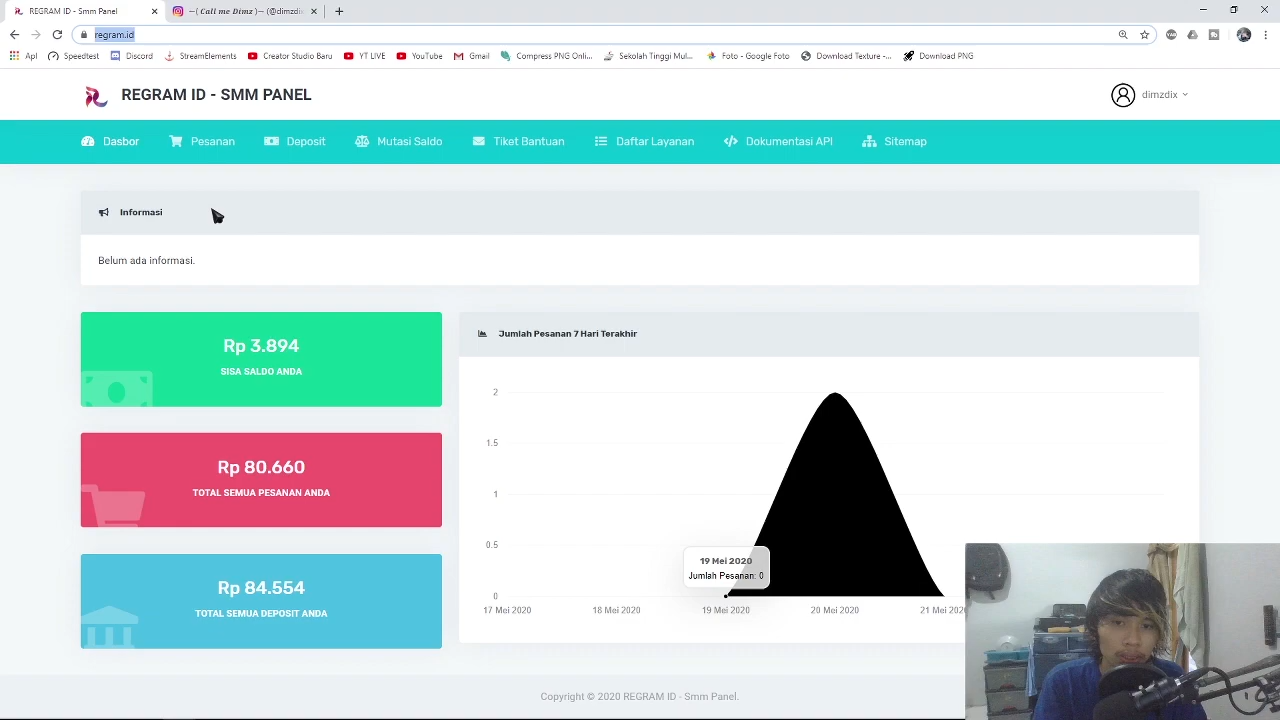 REGRAM ID - SMM PANEL
~( Call me Dimz )~ (@dimzdix
regram.id
Apl
Speedtest
Discord
StreamElements
Creator Studio Baru
YT LIVE
YouTube
Gmail
Compress PNG Onl...
Sekolah Tinggi Mul...
Foto - Google Foto
Download Texture -...
Download PNG
REGRAM ID - SMM PANEL
dimzdix
Dasbor
Pesanan
Deposit
Mutasi Saldo
Tiket Bantuan
Daftar Layanan
Dokumentasi API
Sitemap
Informasi
Belum ada informasi.
Rp 3.894
SISA SALDO ANDA
Rp 80.660
TOTAL SEMUA PESANAN ANDA
Rp 84.554
TOTAL SEMUA DEPOSIT ANDA
Jumlah Pesanan 7 Hari Terakhir
2
1.5
1
0.5
0
19 Mei 2020
Jumlah Pesanan: 0
17 Mei 2020
18 Mei 2020
19 Mei 2020
20 Mei 2020
21 Mei 202
Copyright © 2020 REGRAM ID - Smm Panel.